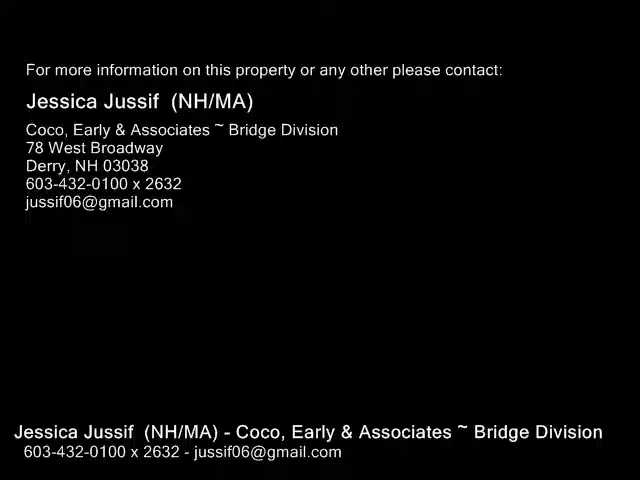 For more information on this property or any other please contact:
Jessica Jussif  (NH/MA)
Coco, Early & Associates ~ Bridge Division
78 West Broadway
Derry, NH 03038
603-432-0100 x 2632
jussif06@gmail.com
Jessica Jussif  (NH/MA) - Coco, Early & Associates ~ Bridge Division
603-432-0100 x 2632 - jussif06@gmail.com